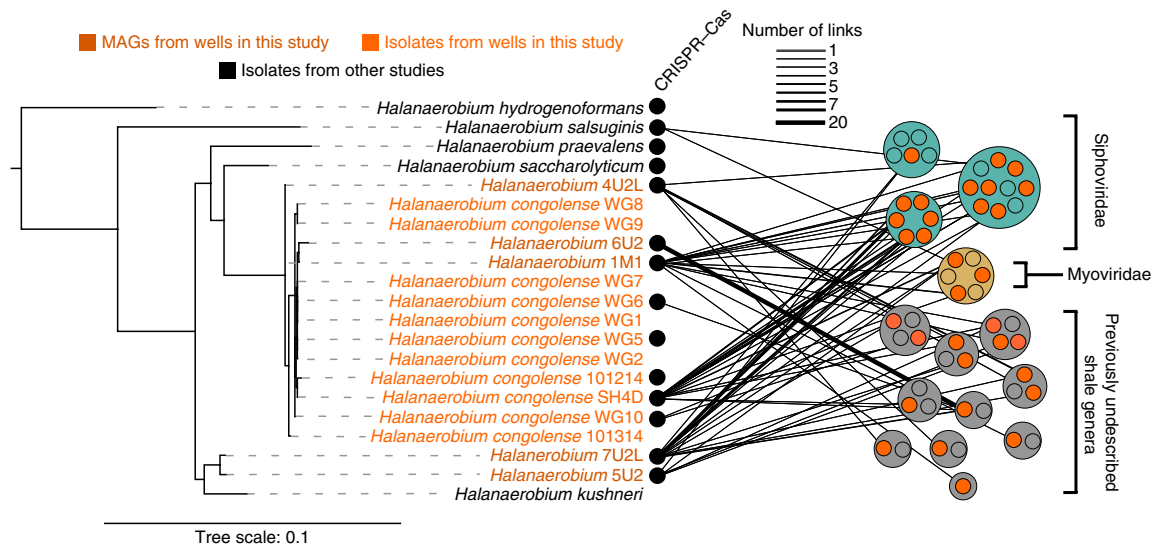 MAGs from wells in this study
Isolates from wells in this study
Isolates from other studies
CRISPR–Cas
Number of links
1
3
5
7
20
Halanaerobium hydrogenoformans
Halanaerobium salsuginis
Halanaerobium praevalens
Halanaerobium saccharolyticum
Halanaerobium 4U2L
Halanaerobium congolense WG8
Halanaerobium congolense WG9
Halanaerobium 6U2
Halanaerobium 1M1
Halanaerobium congolense WG7
Halanaerobium congolense WG6
Halanaerobium congolense WG1
Halanaerobium congolense WG5
Halanaerobium congolense WG2
Halanaerobium congolense 101214
Halanaerobium congolense SH4D
Halanaerobium congolense WG10
Halanaerobium congolense 101314
Halanerobium 7U2L
Halanaerobium 5U2
Halanaerobium kushneri
Siphoviridae
Myoviridae
Previously undescribed
shale genera
Tree scale: 0.1